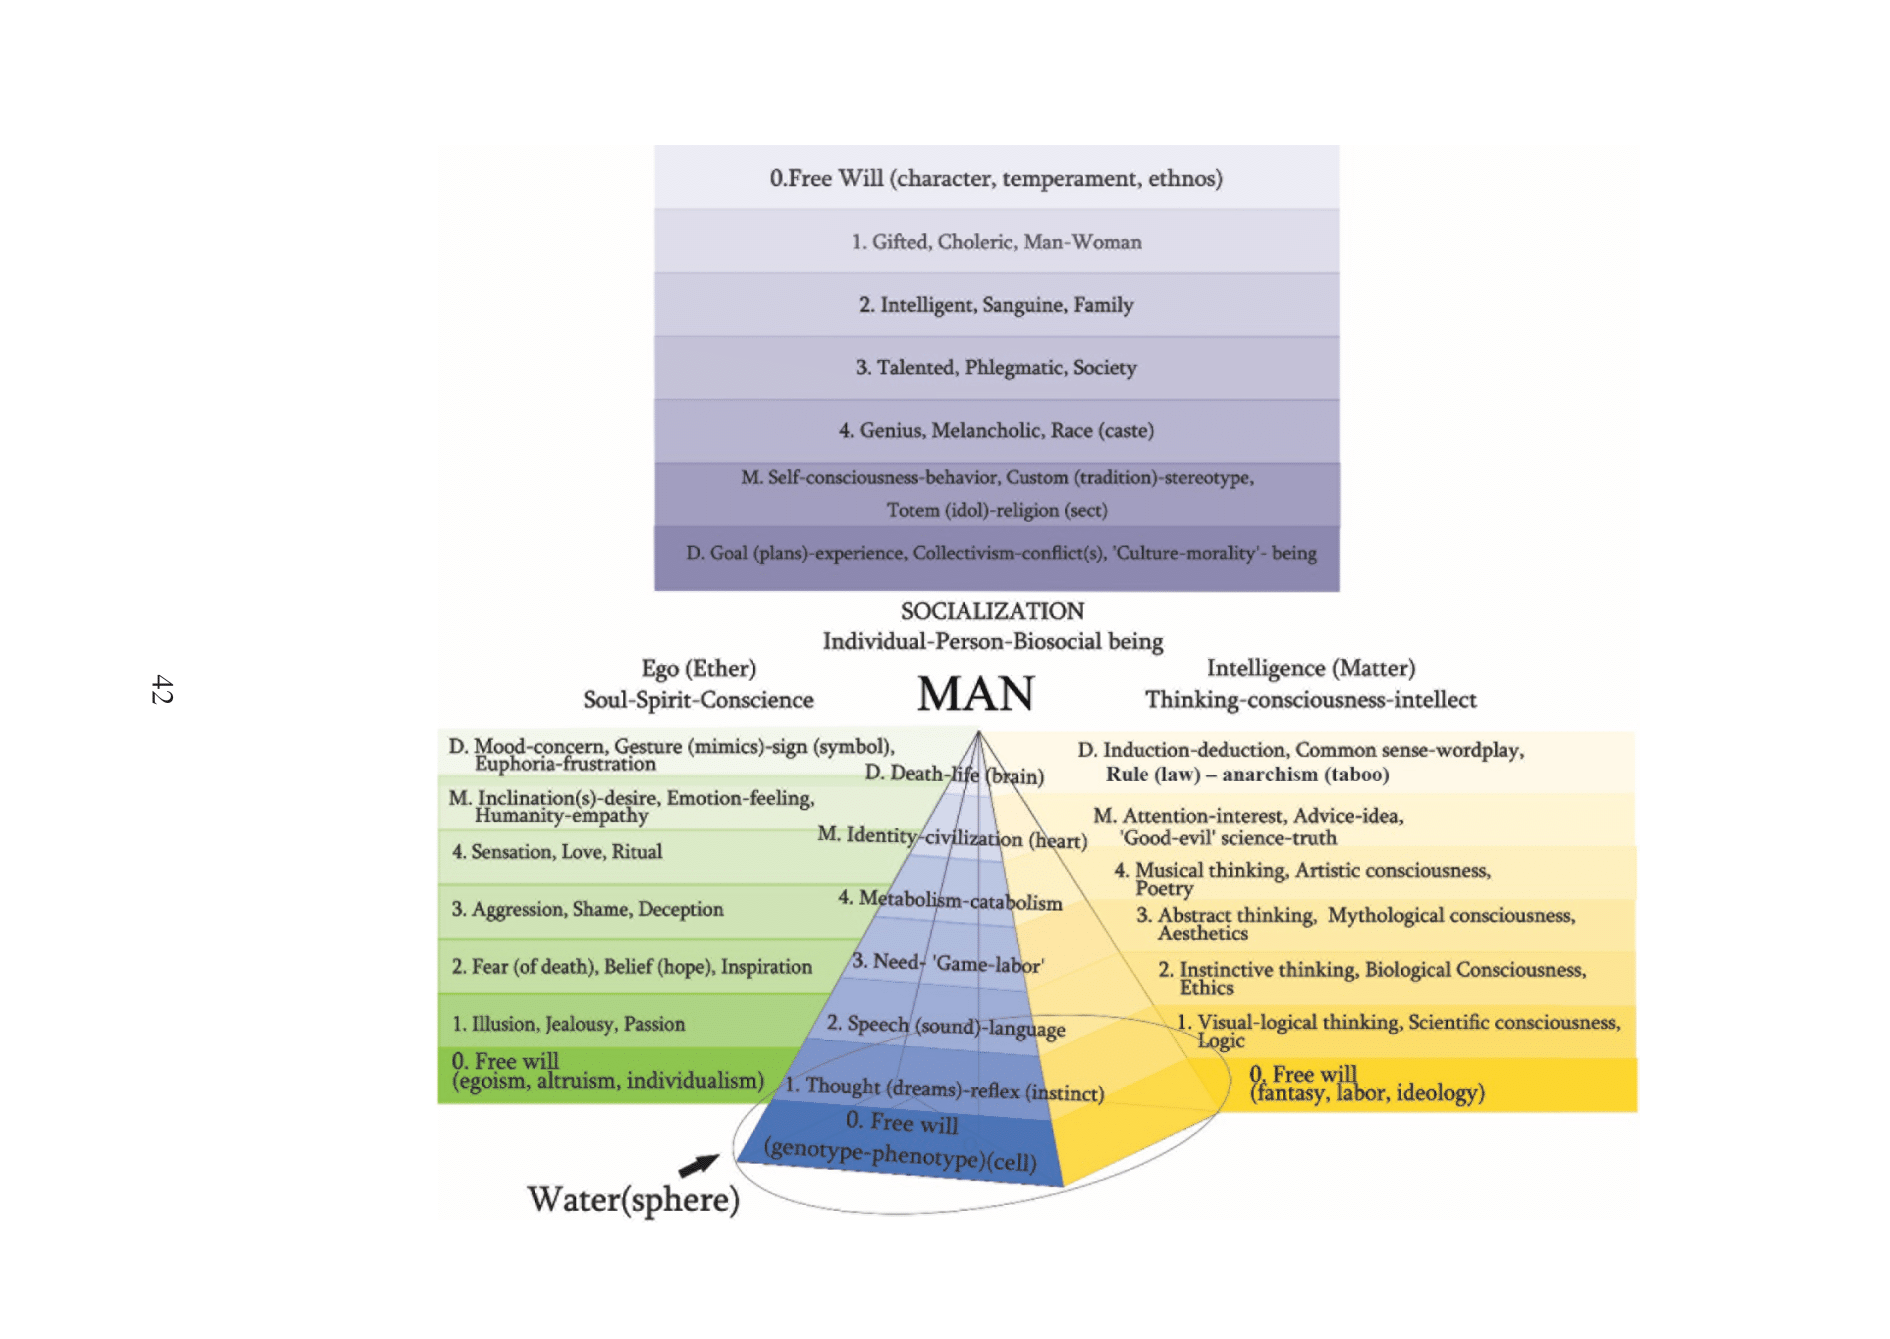 0.Free Will (character, temperament, ethnos)
1. Gifted, Choleric, Man-Woman
2. Intelligent, Sanguine, Family
3. Talented, Phlegmatic, Society
4. Genius, Melancholic, Race (caste)
M. Self-consciousness-behavior, Custom (tradition)-stereotype,
Totem (idol)-religion (sect)
D. Goal (plans)-experience, Collectivism-conflict(s), 'Culture-morality'- being
SOCIALIZATION
Individual-Person-Biosocial being
Ego (Ether)
Soul-Spirit-Conscience
MAN
Intelligence (Matter)
Thinking-consciousness-intellect
D. Mood-concern, Gesture (mimics)-sign (symbol),
Euphoria-frustration
M. Inclination(s)-desire, Emotion-feeling,
Humanity-empathy
4. Sensation, Love, Ritual
3. Aggression, Shame, Deception
2. Fear (of death), Belief (hope), Inspiration
1. Illusion, Jealousy, Passion
0. Free will
(egoism, altruism, individualism)
D. Death-life (brain)
M. Identity-civilization (heart)
4. Metabolism-catabolism
3. Need- 'Game-labor'
2. Speech (sound)-language
1. Thought (dreams)-reflex (instinct)
0. Free will
(genotype-phenotype)(cell)
D. Induction-deduction, Common sense-wordplay,
Rule (law) – anarchism (taboo)
M. Attention-interest, Advice-idea,
'Good-evil' science-truth
4. Musical thinking, Artistic consciousness,
Poetry
3. Abstract thinking, Mythological consciousness,
Aesthetics
2. Instinctive thinking, Biological Consciousness,
Ethics
1. Visual-logical thinking, Scientific consciousness,
Logic
0. Free will
(fantasy, labor, ideology)
Water(sphere)
42